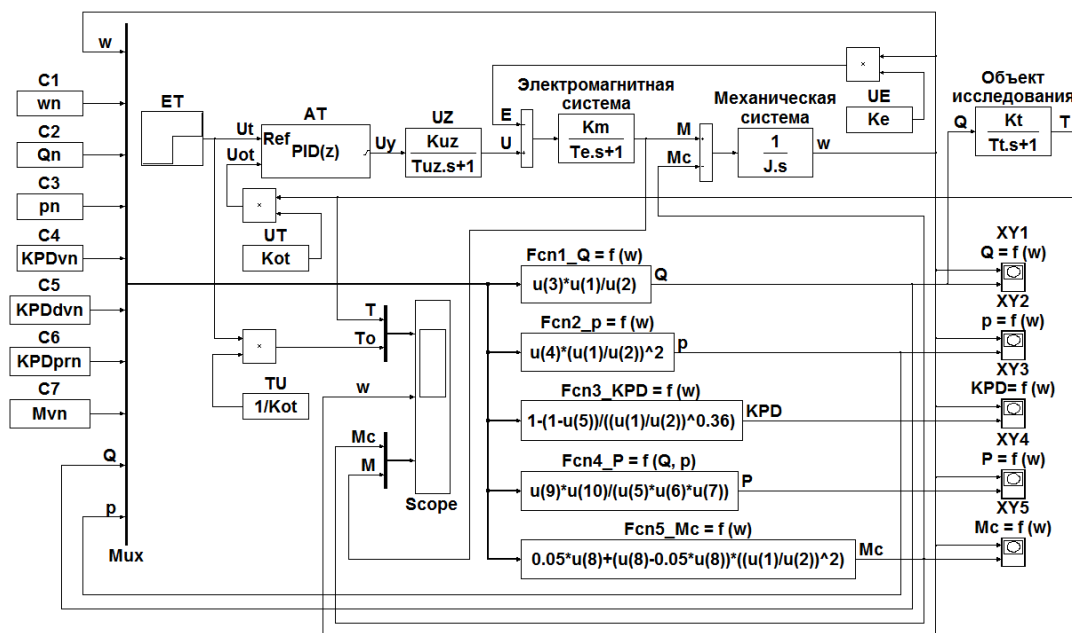 w
C1
wn
C2
Qn
C3
pn
C4
KPDvn
C5
KPDdvn
C6
KPDprn
C7
Mvn
Q
p
Mux
ET
Ut
Uot
AT
Ref
PID(z)
Uy
UZ
Kuz
Tuz.s+1
E
U
Электромагнитная
система
Km
Te.s+1
M
Mc
Механическая
система
1
J.s
w
×
UE
Ke
Объект
исследования
Q
Kt
Tt.s+1
T
×
UT
Kot
×
To
TU
1/Kot
T
w
Mc
M
Scope
Fcn1_Q = f (w)
u(3)*u(1)/u(2)
Q
Fcn2_p = f (w)
u(4)*(u(1)/u(2))^2
p
Fcn3_KPD = f (w)
1-(1-u(5))/((u(1)/u(2))^0.36)
KPD
Fcn4_P = f (Q, p)
u(9)*u(10)/(u(5)*u(6)*u(7))
P
Fcn5_Mc = f (w)
0.05*u(8)+(u(8)-0.05*u(8))*((u(1)/u(2))^2)
Mc
XY1
Q = f (w)
XY2
p = f (w)
XY3
KPD= f (w)
XY4
P = f (w)
XY5
Mc = f (w)